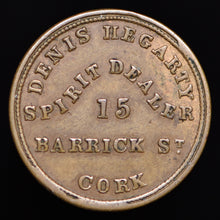 DENIS HEGARTY
SPIRIT DEALER
15
BARRICK ST
CORK